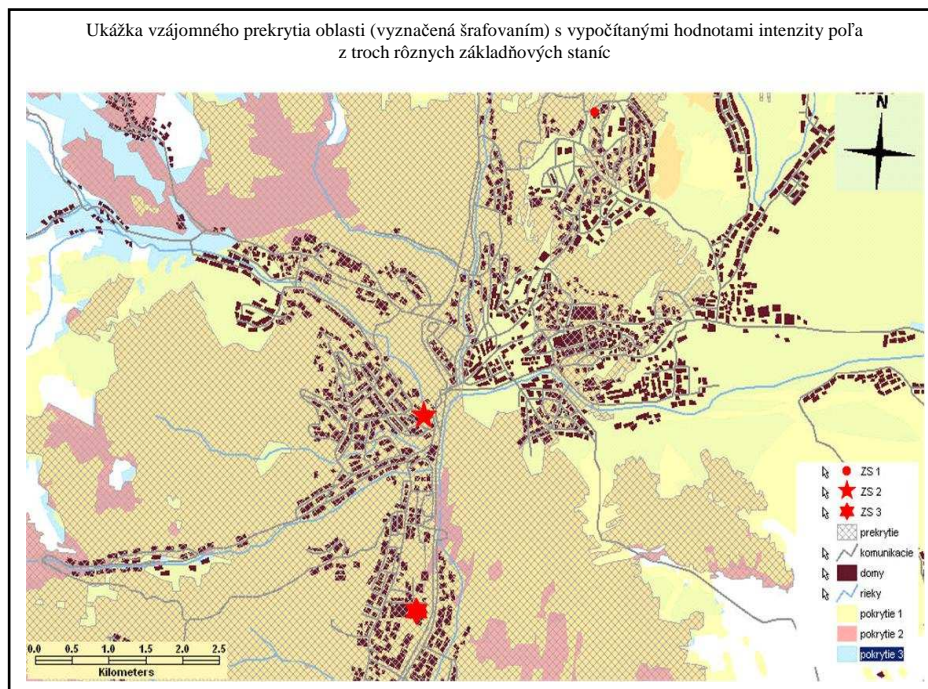 Ukážka vzájomného prekrytia oblasti (vyznačená šrafovaním) s vypočítanými hodnotami intenzity poľa
z troch rôznych základňových staníc
N
ZS 1
ZS 2
ZS 3
prekrytie
komunikacie
domy
rieky
pokrytie 1
pokrytie 2
pokrytie 3
0.0 0.5 1.0 1.5 2.0 2.5
Kilometers